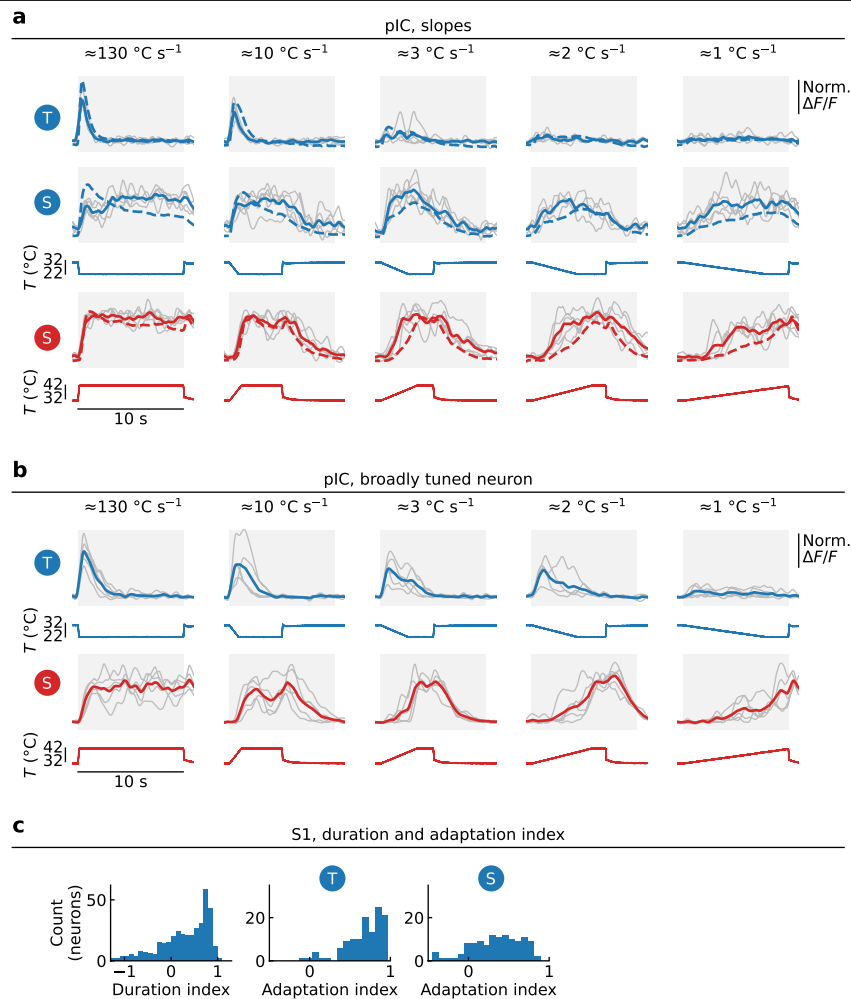 a
pIC, slopes
≈130 °C s⁻¹ ≈10 °C s⁻¹ ≈3 °C s⁻¹ ≈2 °C s⁻¹ ≈1 °C s⁻¹
T
Norm.
ΔF/F
S
T (°C)
32
22
S
T (°C)
42
32
10 s
b
pIC, broadly tuned neuron
≈130 °C s⁻¹ ≈10 °C s⁻¹ ≈3 °C s⁻¹ ≈2 °C s⁻¹ ≈1 °C s⁻¹
T
Norm.
ΔF/F
T (°C)
32
22
S
T (°C)
42
32
10 s
c
S1, duration and adaptation index
T S
Count
(neurons)
50
0
20
0
20
0
−1 0 1
0 1
0 1
Duration index
Adaptation index
Adaptation index